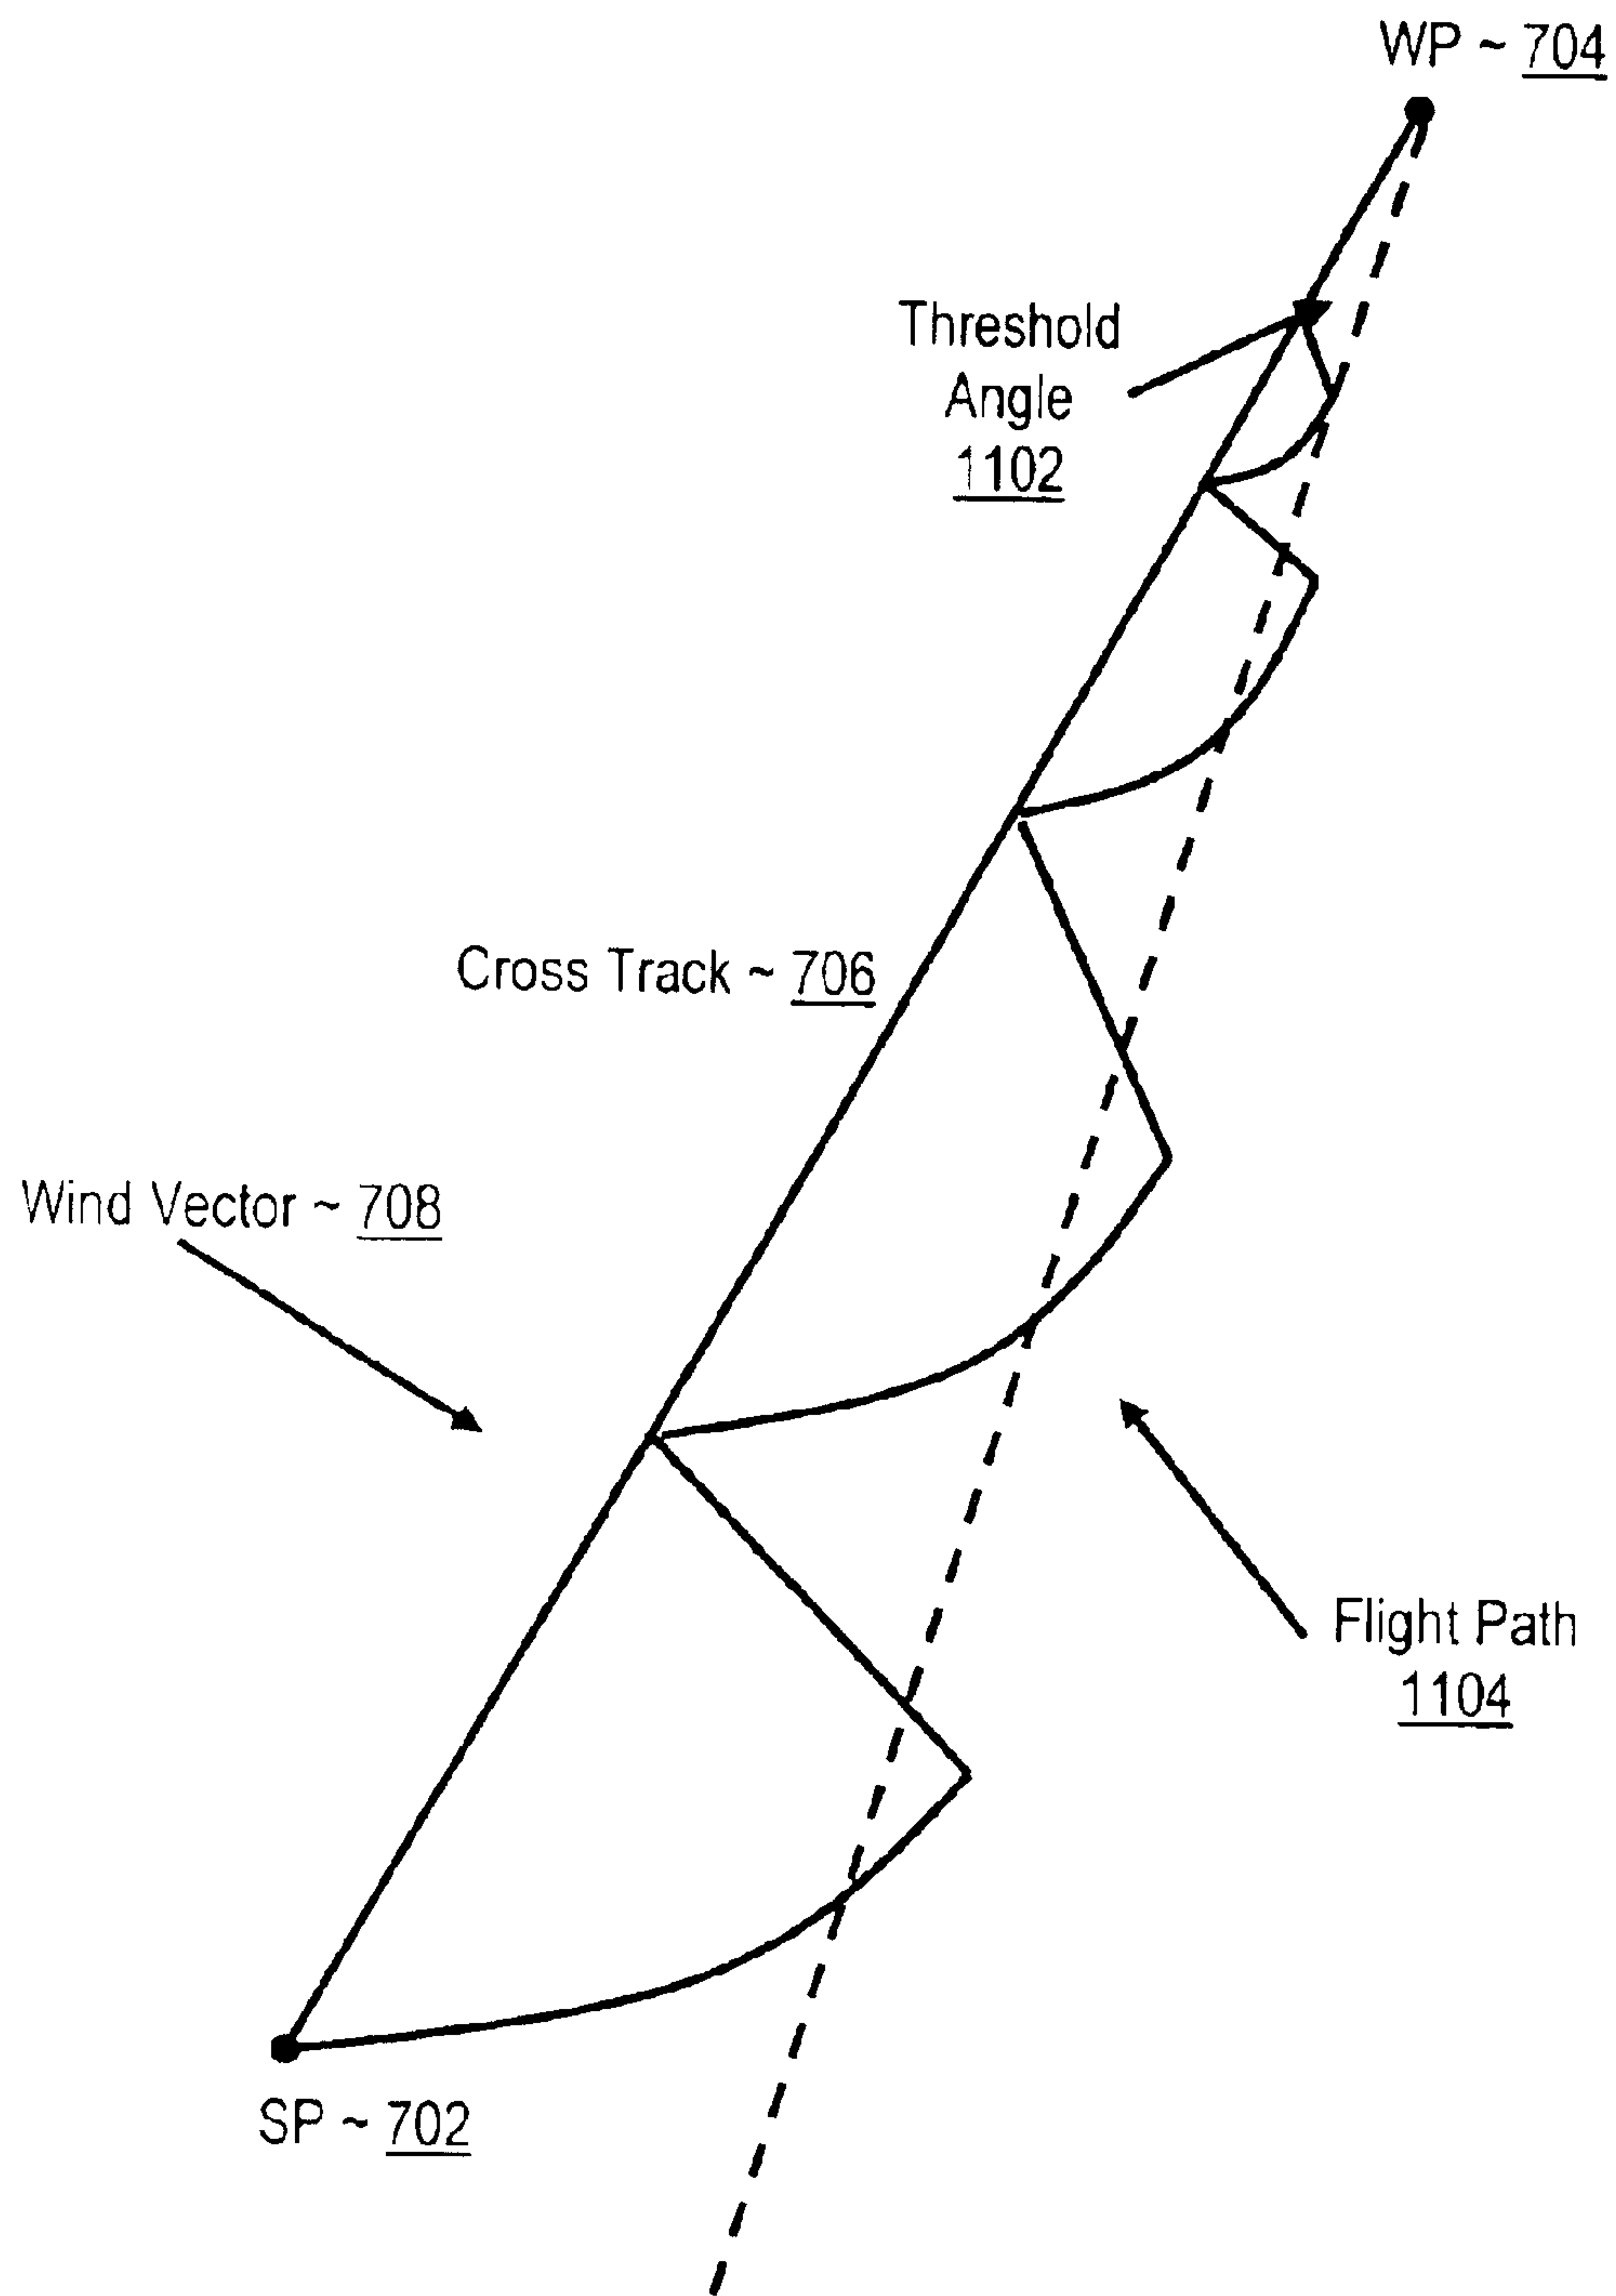 WP ~ 704
Threshold
Angle
1102
Cross Track ~ 706
Wind Vector ~ 708
Flight Path
1104
SP ~ 702